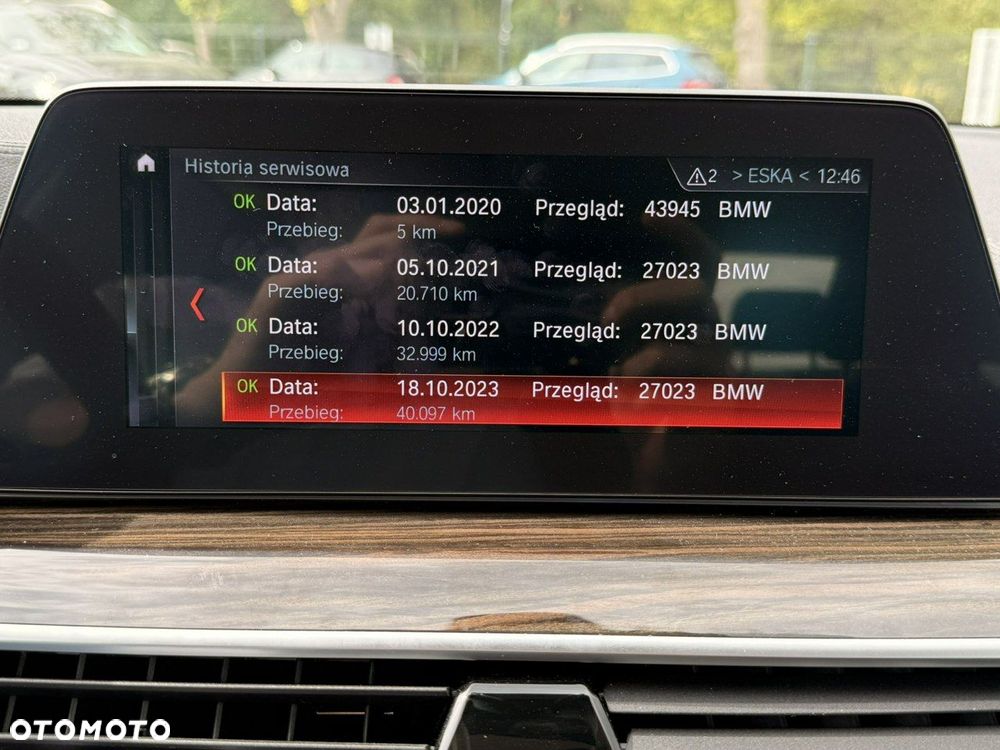 Historia serwisowa
2 > ESKA < 12:46
OK Data: 03.01.2020 Przegląd: 43945 BMW
Przebieg: 5 km
OK Data: 05.10.2021 Przegląd: 27023 BMW
Przebieg: 20.710 km
OK Data: 10.10.2022 Przegląd: 27023 BMW
Przebieg: 32.999 km
OK Data: 18.10.2023 Przegląd: 27023 BMW
Przebieg: 40.097 km
OTOMOTO